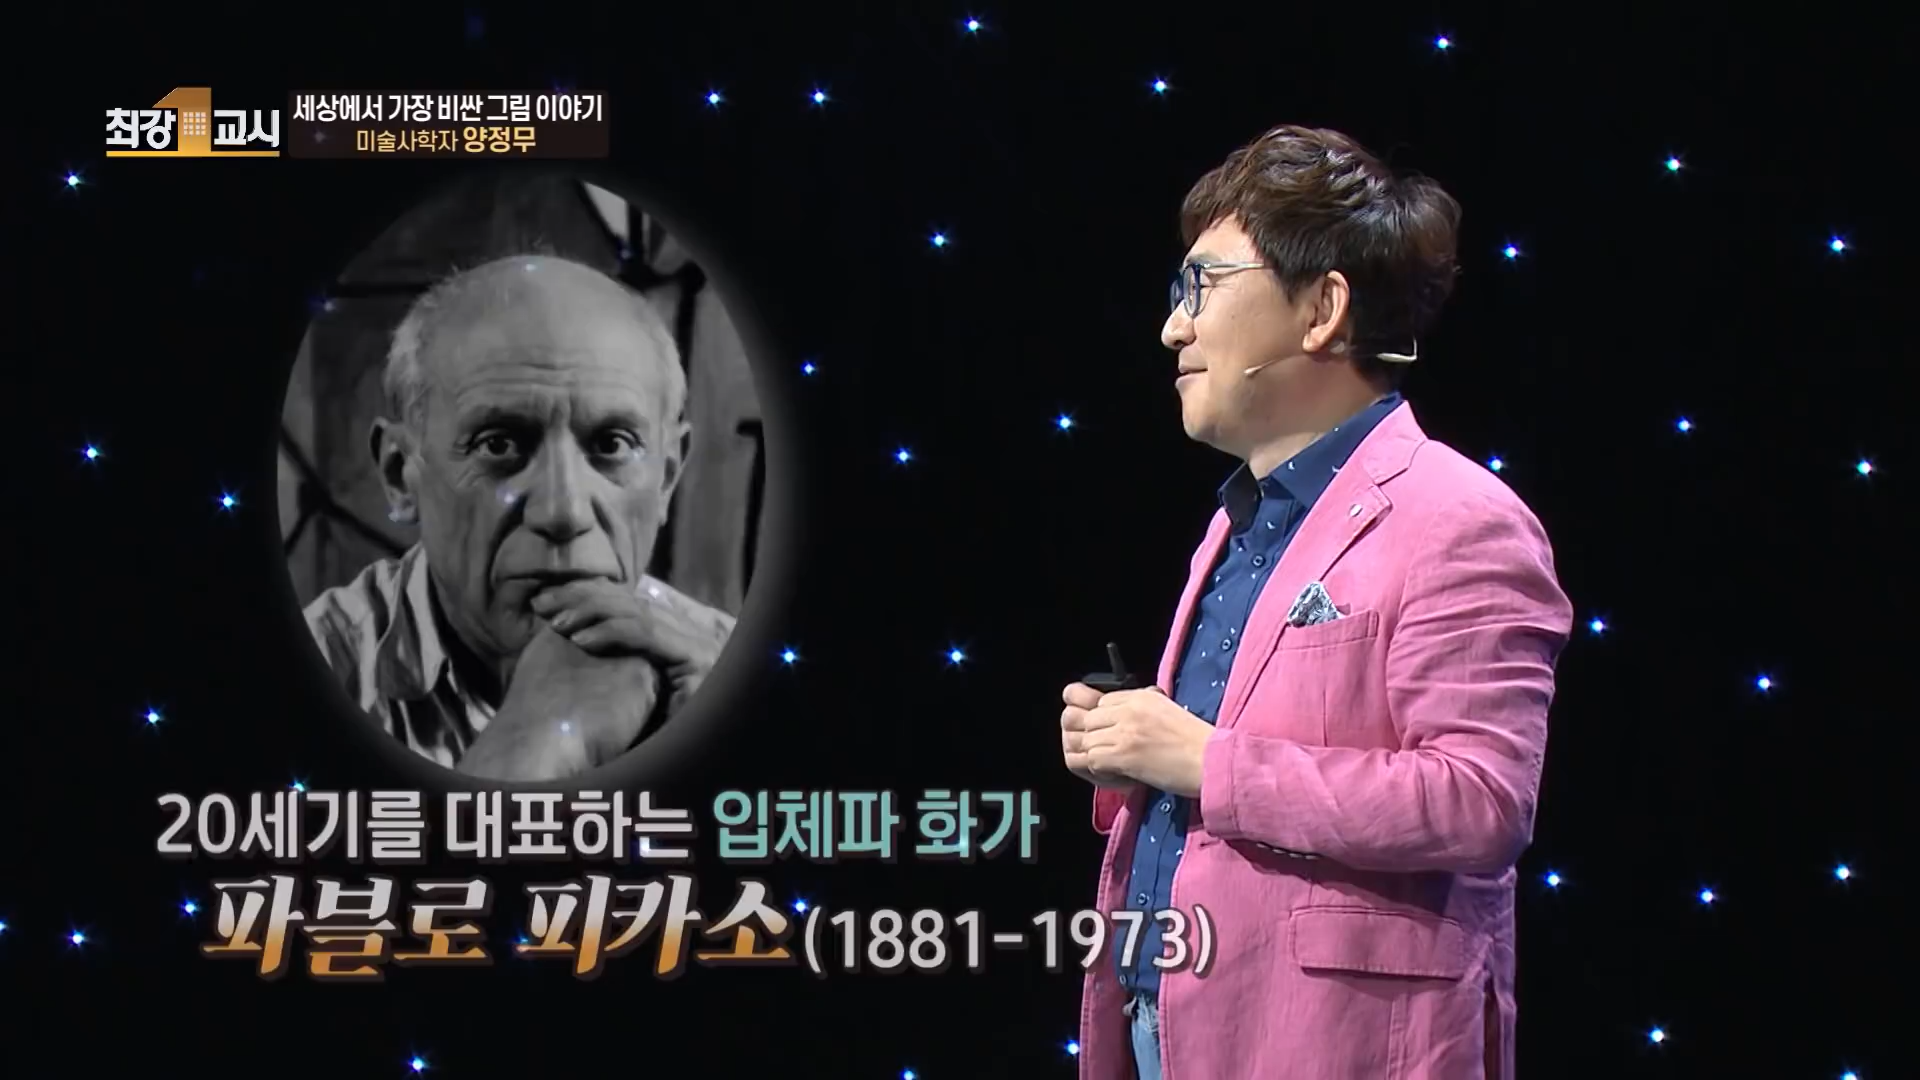 최강1교시
세상에서 가장 비싼 그림 이야기
미술사학자 양정무
20세기를 대표하는 입체파 화가
파블로 피카소(1881-1973)